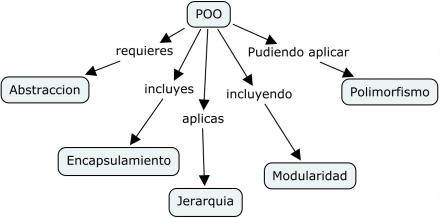 POO
requieres
Pudiendo aplicar
Abstraccion
incluyes
incluyendo
Polimorfismo
aplicas
Encapsulamiento
Modularidad
Jerarquia